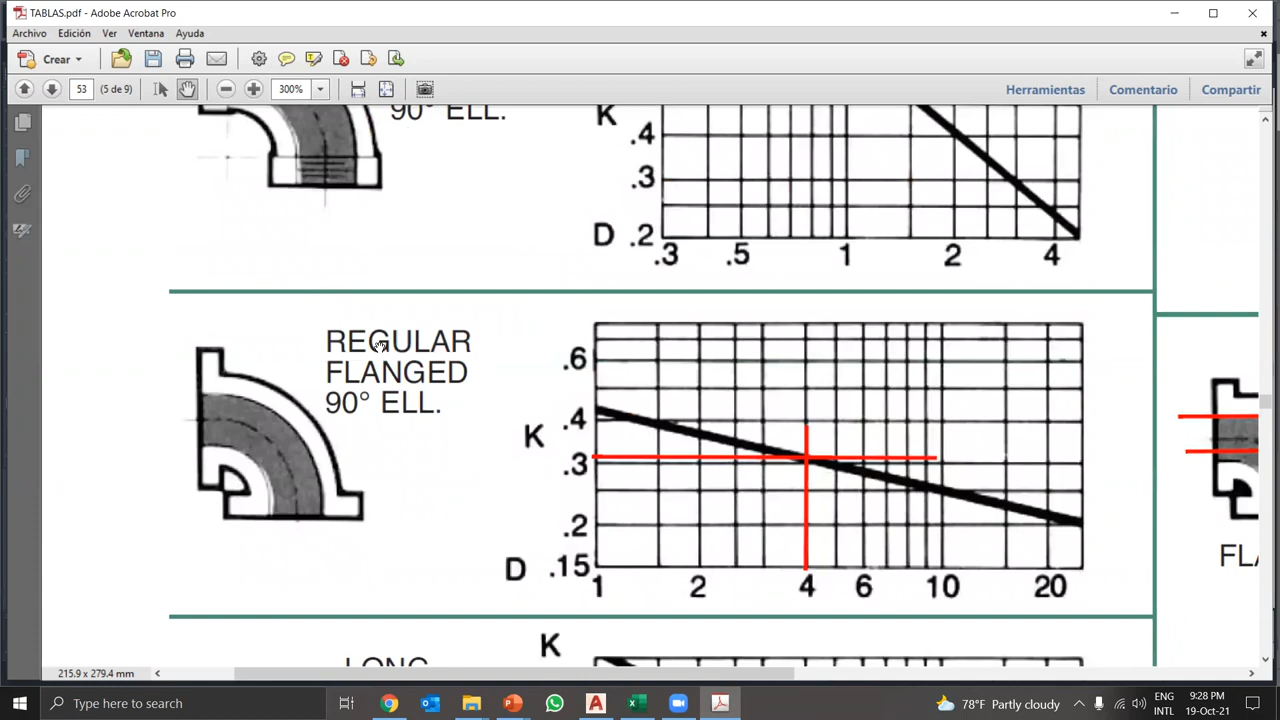 TABLAS.pdf - Adobe Acrobat Pro
Archivo Edición Ver Ventana Ayuda
Crear
53 (5 de 9) 300% Herramientas Comentario Compartir
90° ELL.
K
.4
.3
D .2
.3 .5 1 2 4
REGULAR
FLANGED
90° ELL.
.6
.4
K
.3
.2
D .15
1 2 4 6 10 20
K
LONG
215.9 x 279.4 mm
Type here to search
78°F Partly cloudy
ENG
INTL
9:28 PM
19-Oct-21